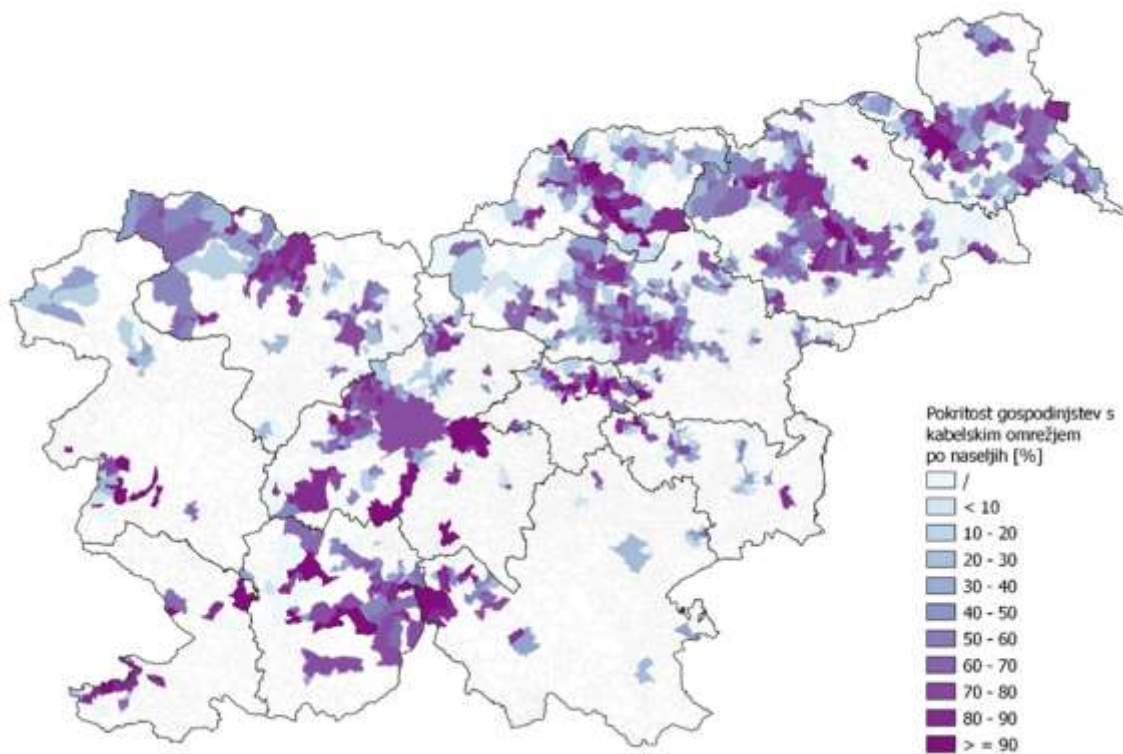 Pokritost gospodinjstev s
kabelskim omrežjem
po naseljih [%]
/
< 10
10 - 20
20 - 30
30 - 40
40 - 50
50 - 60
60 - 70
70 - 80
80 - 90
> = 90